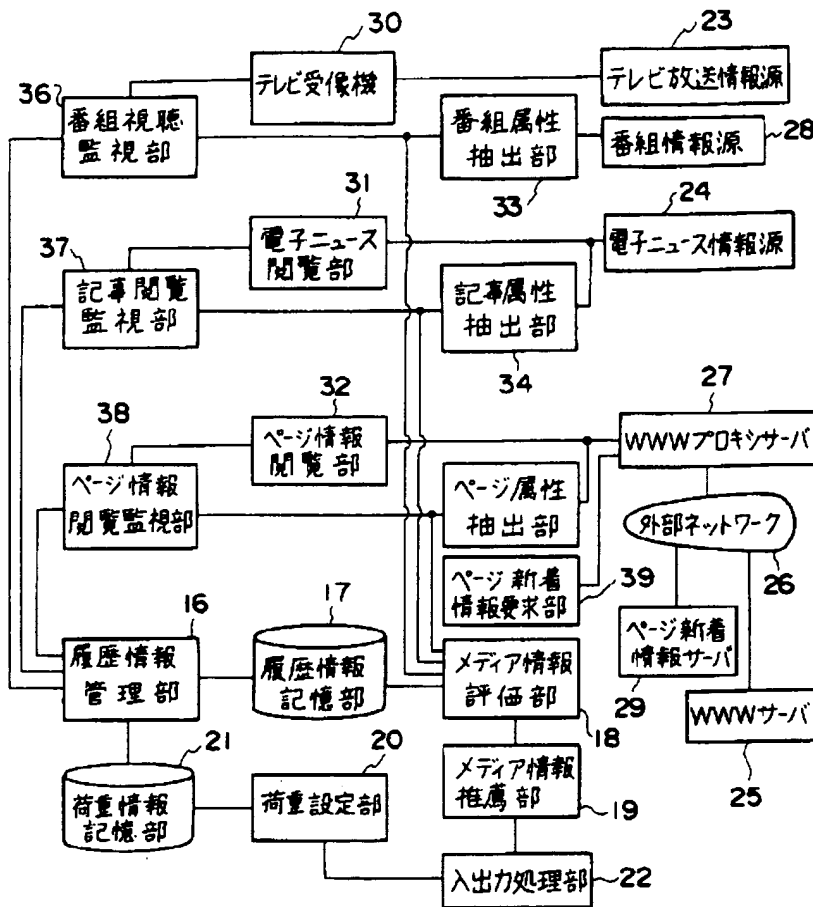 30
23
テレビ受像機
テレビ放送情報源
36
番組視聴
監視部
番組属性
抽出部
33
番組情報源
28
31
電子ニュース
閲覧部
24
電子ニュース情報源
37
記事閲覧
監視部
記事属性
抽出部
34
32
ページ情報
閲覧部
27
WWWプロキシサーバ
38
ページ情報
閲覧監視部
ページ属性
抽出部
外部ネットワーク
26
ページ新着
情報要求部
39
16
履歴情報
管理部
17
履歴情報
記憶部
メディア情報
評価部
18
ページ新着
情報サーバ
29
WWWサーバ
25
21
荷重情報
記憶部
20
荷重設定部
メディア情報
推薦部
19
入出力処理部
22